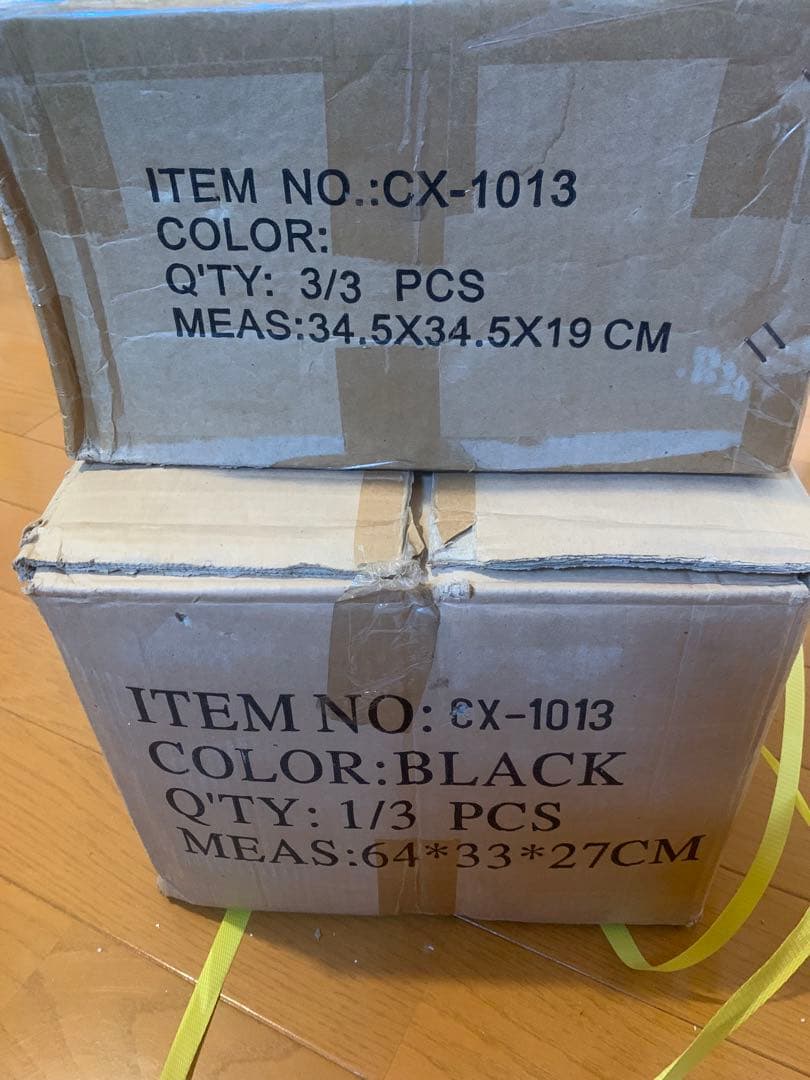 ITEM NO.:CX-1013
COLOR:
Q'TY: 3/3 PCS
MEAS:34.5X34.5X19 CM
ITEM NO: CX-1013
COLOR:BLACK
Q'TY: 1/3 PCS
MEAS:64*33*27CM